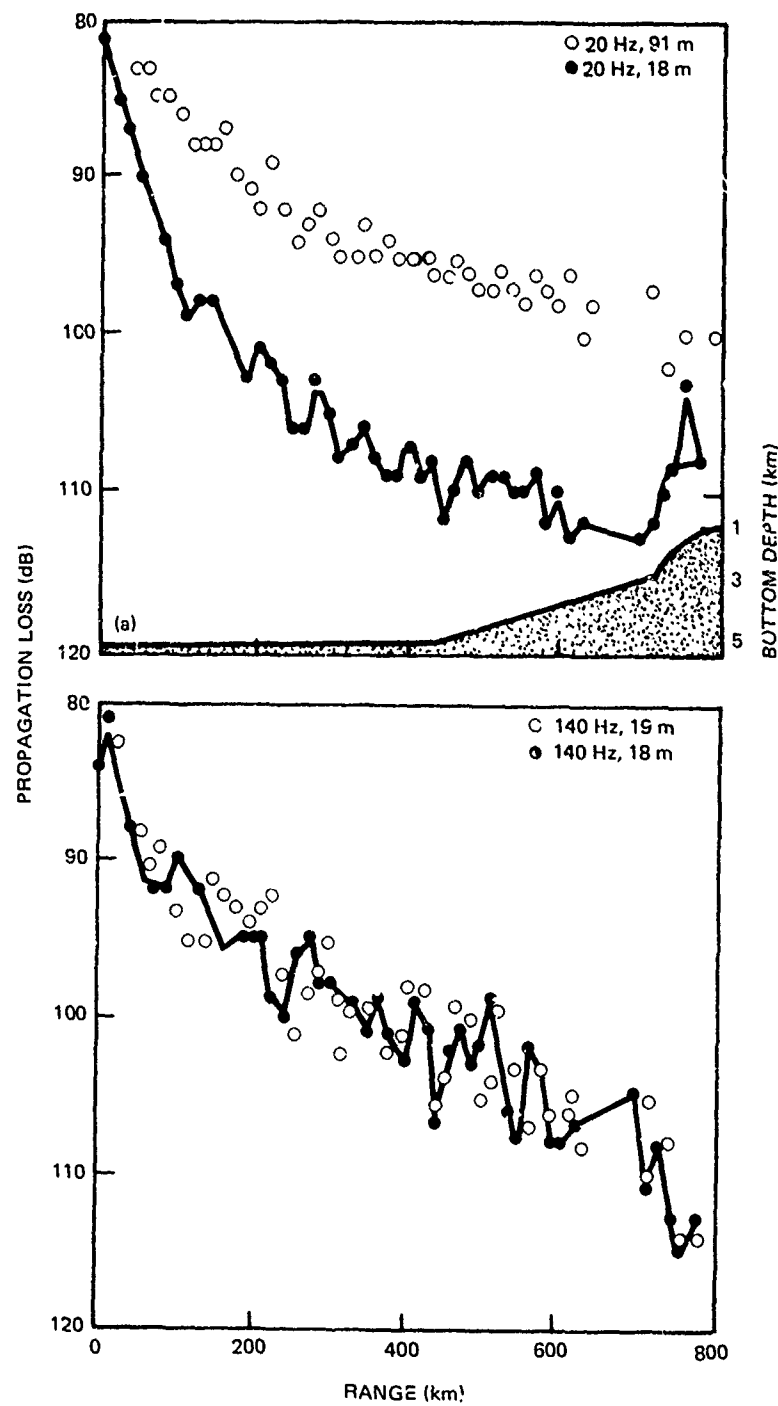 80
90
100
110
120
○ 20 Hz, 91 m
● 20 Hz, 18 m
(a)
1
3
5
BOTTOM DEPTH (km)
PROPAGATION LOSS (dB)
80
90
100
110
120
○ 140 Hz, 19 m
● 140 Hz, 18 m
0
200
400
600
800
RANGE (km)